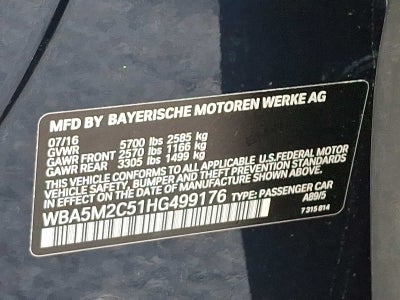 MFD BY BAYERISCHE MOTOREN WERKE AG
07/16
GVWR 5700 lbs 2585 kg
GAWR FRONT 2570 lbs 1166 kg
GAWR REAR 3305 lbs 1499 kg
THIS VEHICLE CONFORMS TO ALL APPLICABLE U.S.FEDERAL MOTOR
VEHICLE SAFETY, BUMPER, AND THEFT PREVENTION STANDARDS
IN EFFECT ON THE DATE OF MANUFACTURE SHOWN ABOVE.
WBA5M2C51HG499176 TYPE: PASSENGER CAR
A89/5
7 315 814